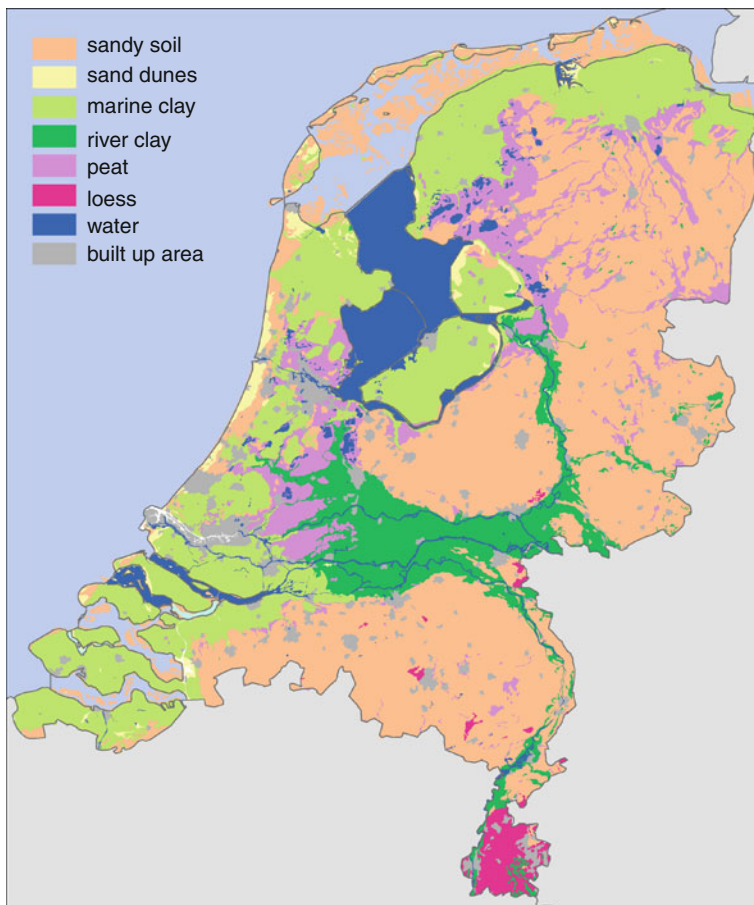 sandy soil
sand dunes
marine clay
river clay
peat
loess
water
built up area